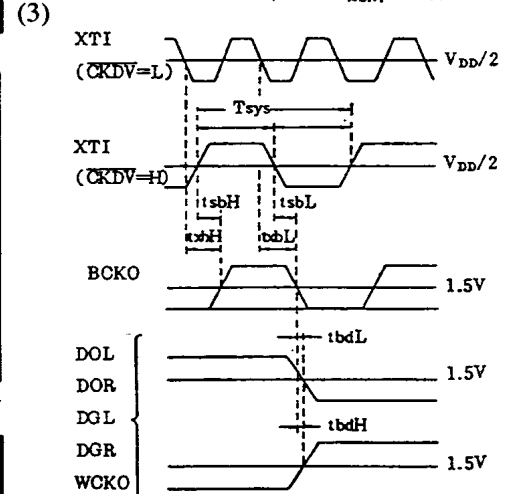 (3)
XTI
(CKDV=L)
VDD/2
Tsys
XTI
(CKDV=H)
VDD/2
tsbH
tsbL
txbH
txbL
BCKO
1.5V
tbdL
DOL
DOR
1.5V
DGL
tbdH
DGR
WCKO
1.5V